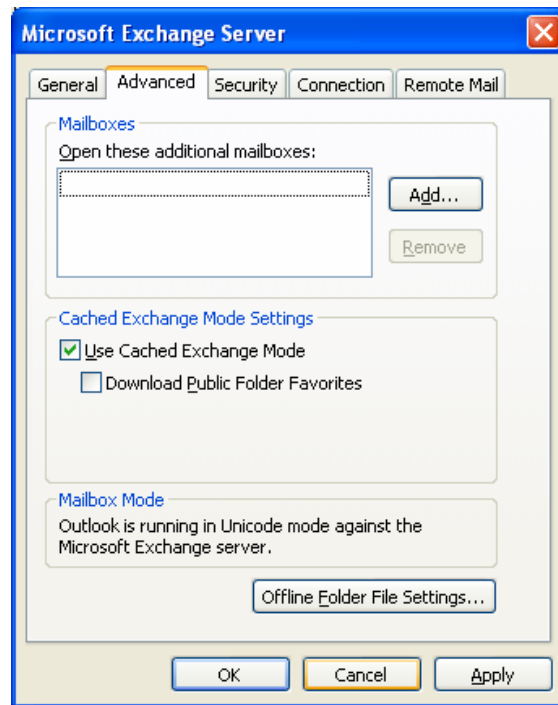 Microsoft Exchange Server
General Advanced Security Connection Remote Mail
Mailboxes
Open these additional mailboxes:
Add...
Remove
Cached Exchange Mode Settings
Use Cached Exchange Mode
Download Public Folder Favorites
Mailbox Mode
Outlook is running in Unicode mode against the
Microsoft Exchange server.
Offline Folder File Settings...
OK Cancel Apply